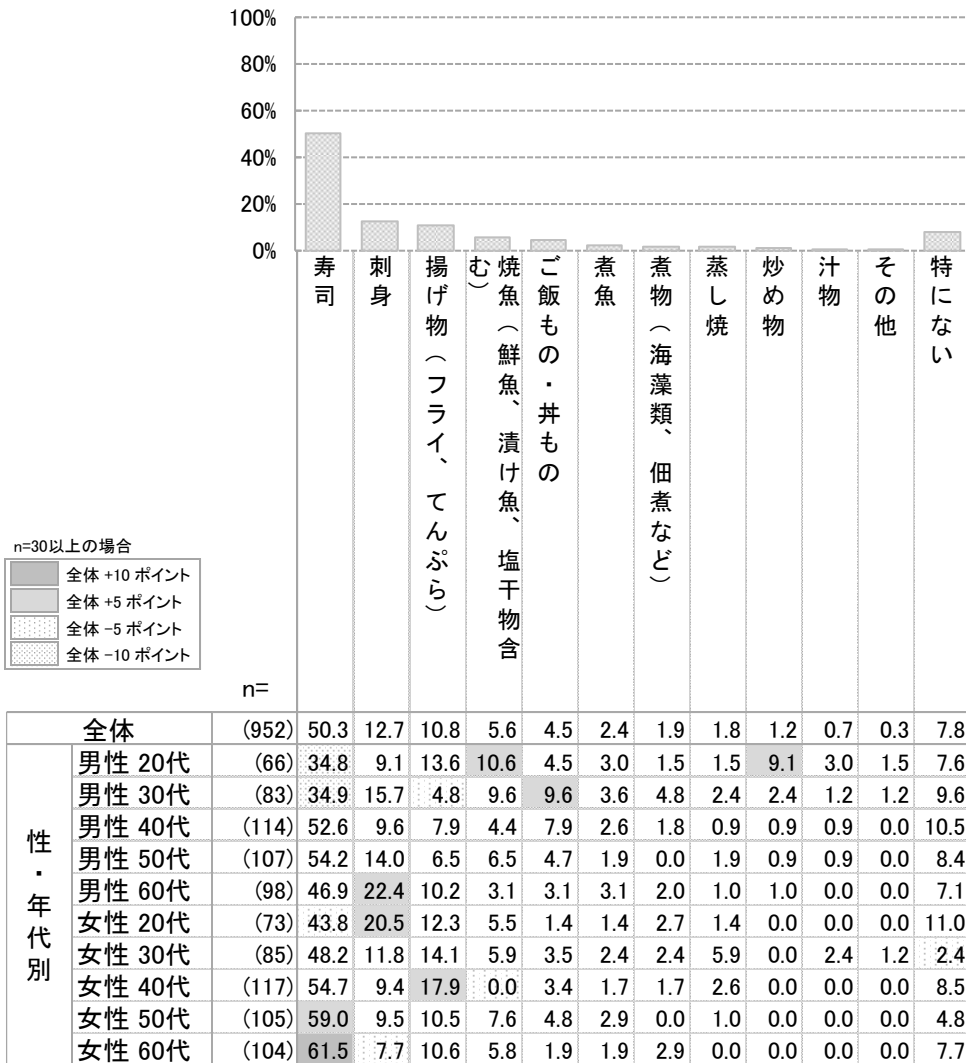 100%
80%
60%
40%
20%
0%
寿司
刺身
揚げ物（フライ、てんぷら）
焼魚（鮮魚、漬け魚、塩干物含む）
ご飯もの・丼もの
煮魚
煮物（海藻類、佃煮など）
蒸し焼
炒め物
汁物
その他
特にない
n=30以上の場合
全体 +10 ポイント
全体 +5 ポイント
全体 -5 ポイント
全体 -10 ポイント
n=
全体 (952) 50.3 12.7 10.8 5.6 4.5 2.4 1.9 1.8 1.2 0.7 0.3 7.8
性・年代別
男性 20代 (66) 34.8 9.1 13.6 10.6 4.5 3.0 1.5 1.5 9.1 3.0 1.5 7.6
男性 30代 (83) 34.9 15.7 4.8 9.6 9.6 3.6 4.8 2.4 2.4 1.2 1.2 9.6
男性 40代 (114) 52.6 9.6 7.9 4.4 7.9 2.6 1.8 0.9 0.9 0.9 0.0 10.5
男性 50代 (107) 54.2 14.0 6.5 6.5 4.7 1.9 0.0 1.9 0.9 0.9 0.0 8.4
男性 60代 (98) 46.9 22.4 10.2 3.1 3.1 3.1 2.0 1.0 1.0 0.0 0.0 7.1
女性 20代 (73) 43.8 20.5 12.3 5.5 1.4 1.4 2.7 1.4 0.0 0.0 0.0 11.0
女性 30代 (85) 48.2 11.8 14.1 5.9 3.5 2.4 2.4 5.9 0.0 2.4 1.2 2.4
女性 40代 (117) 54.7 9.4 17.9 0.0 3.4 1.7 1.7 2.6 0.0 0.0 0.0 8.5
女性 50代 (105) 59.0 9.5 10.5 7.6 4.8 2.9 0.0 1.0 0.0 0.0 0.0 4.8
女性 60代 (104) 61.5 7.7 10.6 5.8 1.9 1.9 2.9 0.0 0.0 0.0 0.0 7.7